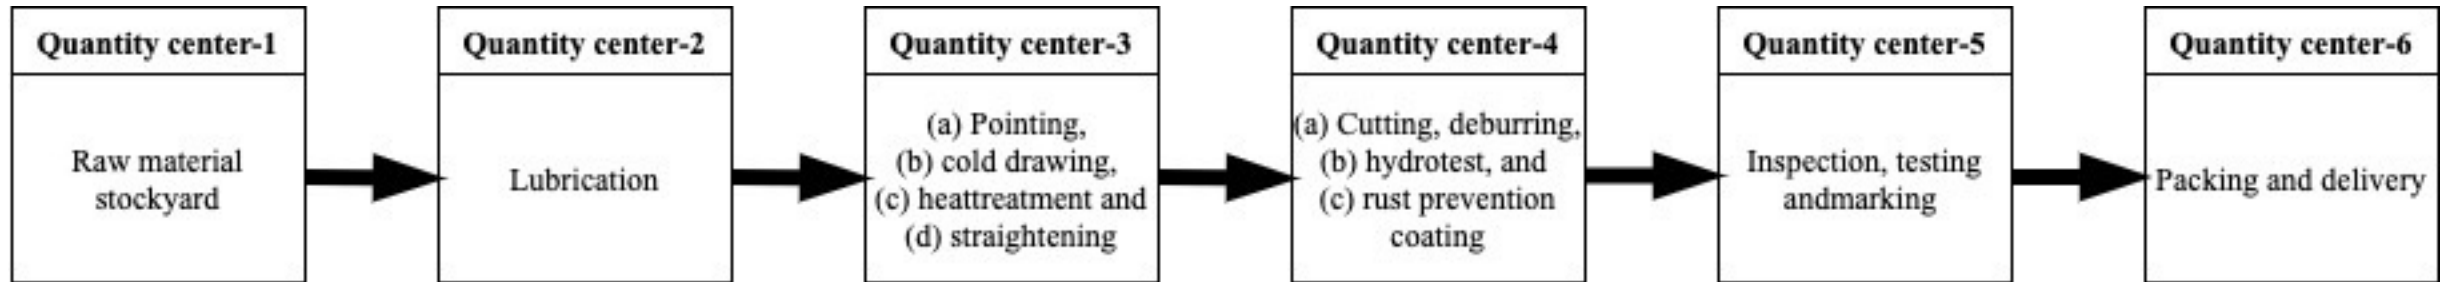 Quantity center-1
Raw material
stockyard
Quantity center-2
Lubrication
Quantity center-3
(a) Pointing,
(b) cold drawing,
(c) heattreatment and
(d) straightening
Quantity center-4
(a) Cutting, deburring,
(b) hydrotest, and
(c) rust prevention
coating
Quantity center-5
Inspection, testing
andmarking
Quantity center-6
Packing and delivery